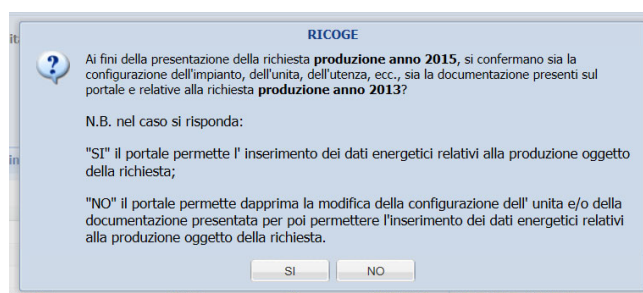 RICOGE
Ai fini della presentazione della richiesta produzione anno 2015, si confermano sia la
configurazione dell'impianto, dell'unita, dell'utenza, ecc., sia la documentazione presenti sul
portale e relative alla richiesta produzione anno 2013?
N.B. nel caso si risponda:
"SI" il portale permette l' inserimento dei dati energetici relativi alla produzione oggetto
della richiesta;
"NO" il portale permette dapprima la modifica della configurazione dell' unita e/o della
documentazione presentata per poi permettere l'inserimento dei dati energetici relativi
alla produzione oggetto della richiesta.
SI NO